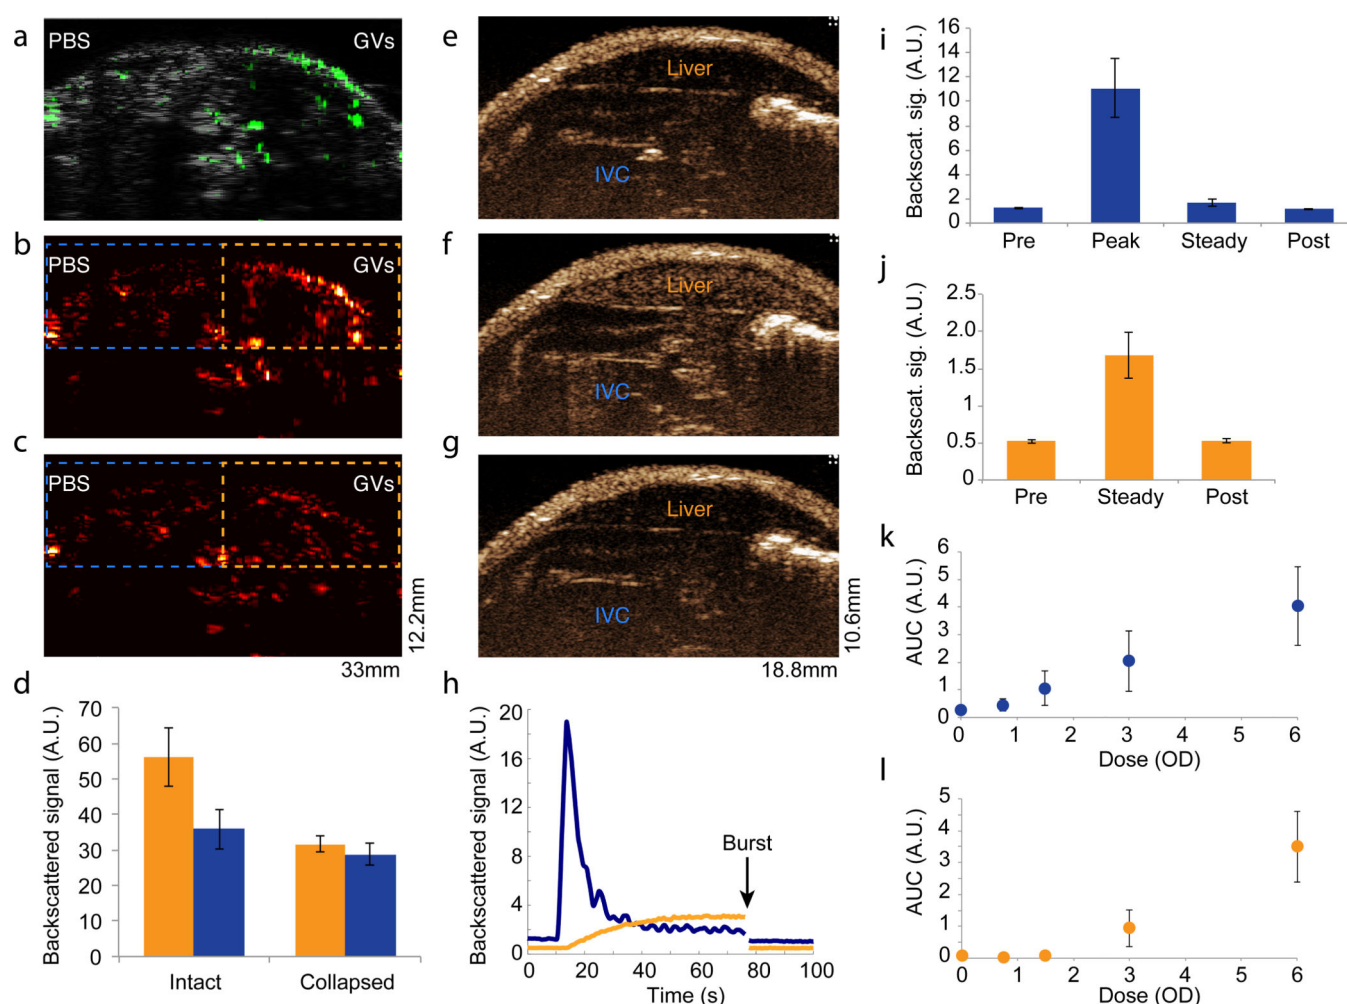 a
PBS
GVs
b
PBS
GVs
c
PBS
GVs
12.2mm
33mm
d
Backscattered signal (A.U.)
70
60
50
40
30
20
10
0
Intact
Collapsed
e
Liver
IVC
f
Liver
IVC
g
Liver
IVC
10.6mm
18.8mm
h
Backscattered signal (A.U.)
20
16
12
8
4
0
Burst
0 20 40 60 80 100
Time (s)
i
Backscat. sig. (A.U.)
16
14
12
10
8
6
4
2
0
Pre Peak Steady Post
j
Backscat. sig. (A.U.)
2.5
2.0
1.5
1.0
0.5
0
Pre Steady Post
k
AUC (A.U.)
6
5
4
3
2
1
0
0 1 2 3 4 5 6
Dose (OD)
l
AUC (A.U.)
5
4
3
2
1
0
0 1 2 3 4 5 6
Dose (OD)